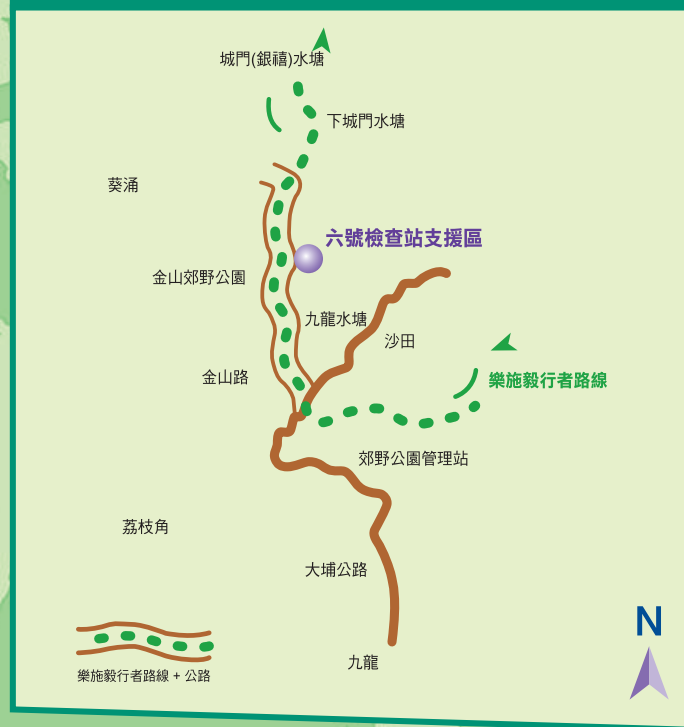 城門(銀禧)水塘
下城門水塘
葵涌
六號檢查站支援區
金山郊野公園
九龍水塘
沙田
金山路
樂施毅行者路線
郊野公園管理站
荔枝角
大埔公路
N
九龍
樂施毅行者路線 + 公路